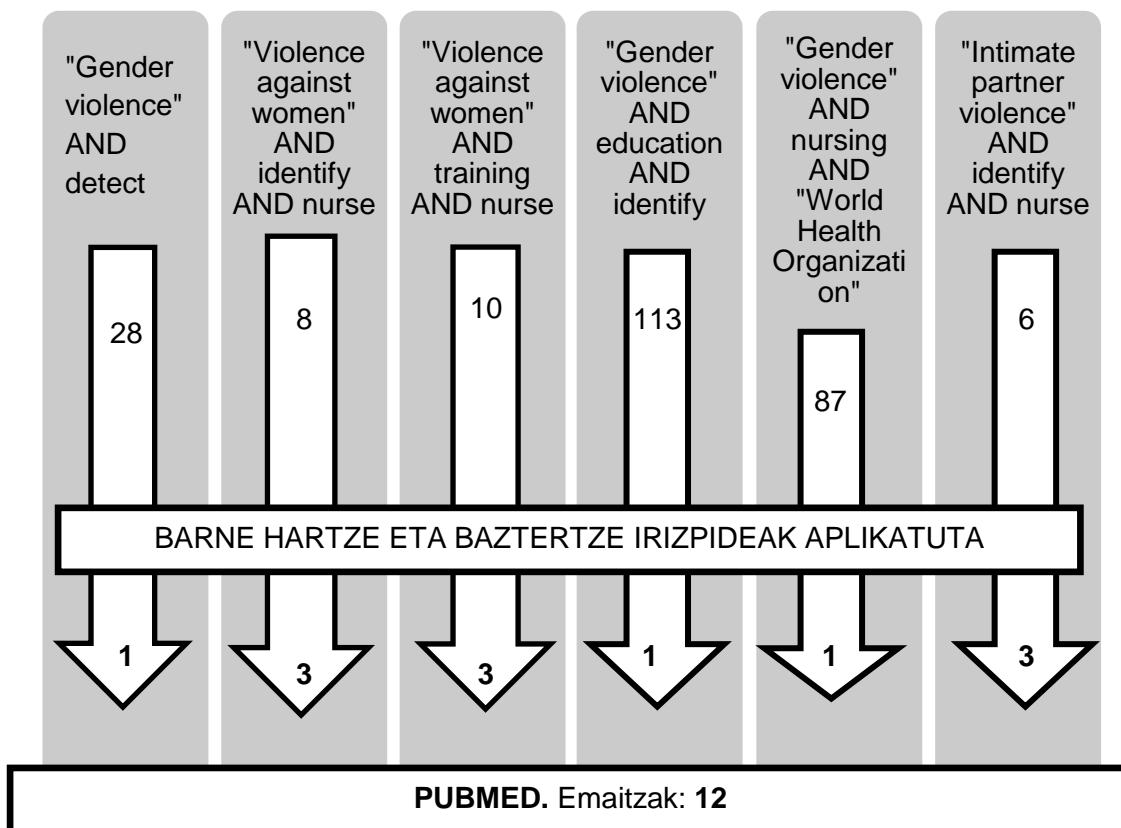 "Gender
violence"
AND
detect
"Violence
against
women"
AND
identify
AND nurse
"Violence
against
women"
AND
training
AND nurse
"Gender
violence"
AND
education
AND
identify
"Gender
violence"
AND
nursing
AND
"World
Health
Organizati
on"
"Intimate
partner
violence"
AND
identify
AND nurse
28
8
10
113
87
6
BARNE HARTZE ETA BAZTERTZE IRIZPIDEAK APLIKATUTA
1
3
3
1
1
3
PUBMED. Emaitzak: 12